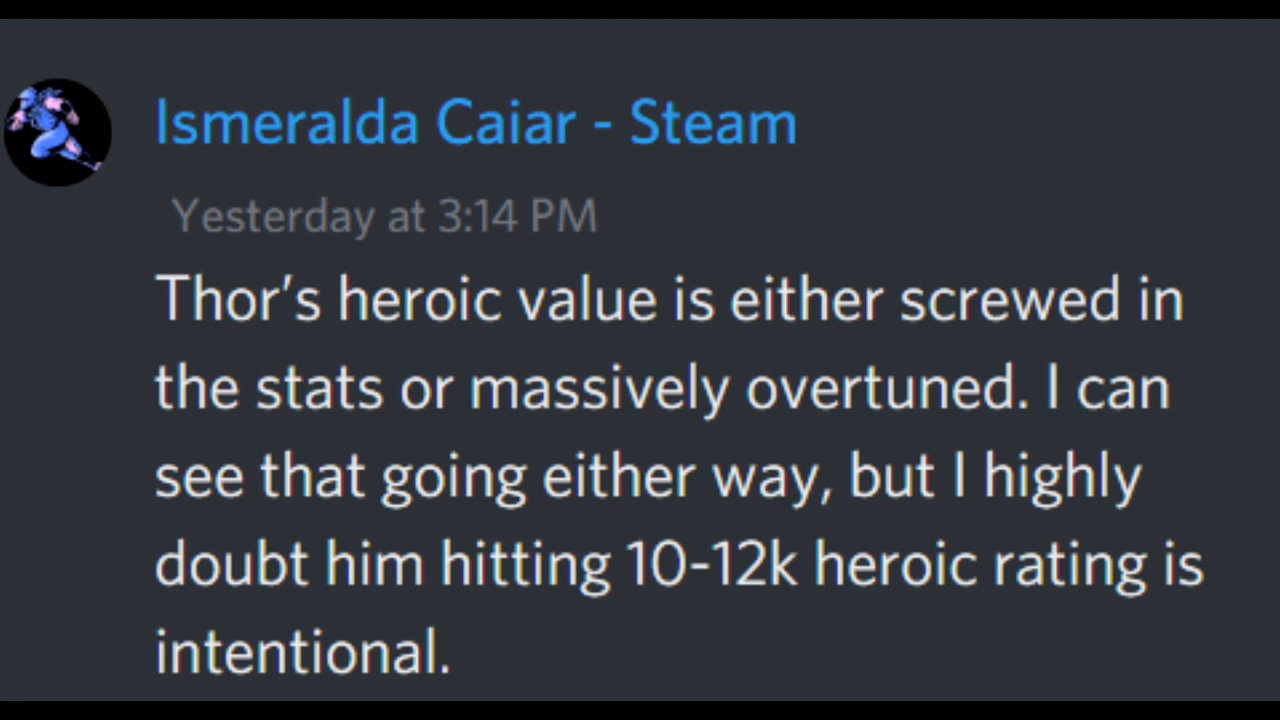 Ismeralda Caiar - Steam
Yesterday at 3:14 PM
Thor’s heroic value is either screwed in
the stats or massively overtuned. I can
see that going either way, but I highly
doubt him hitting 10-12k heroic rating is
intentional.